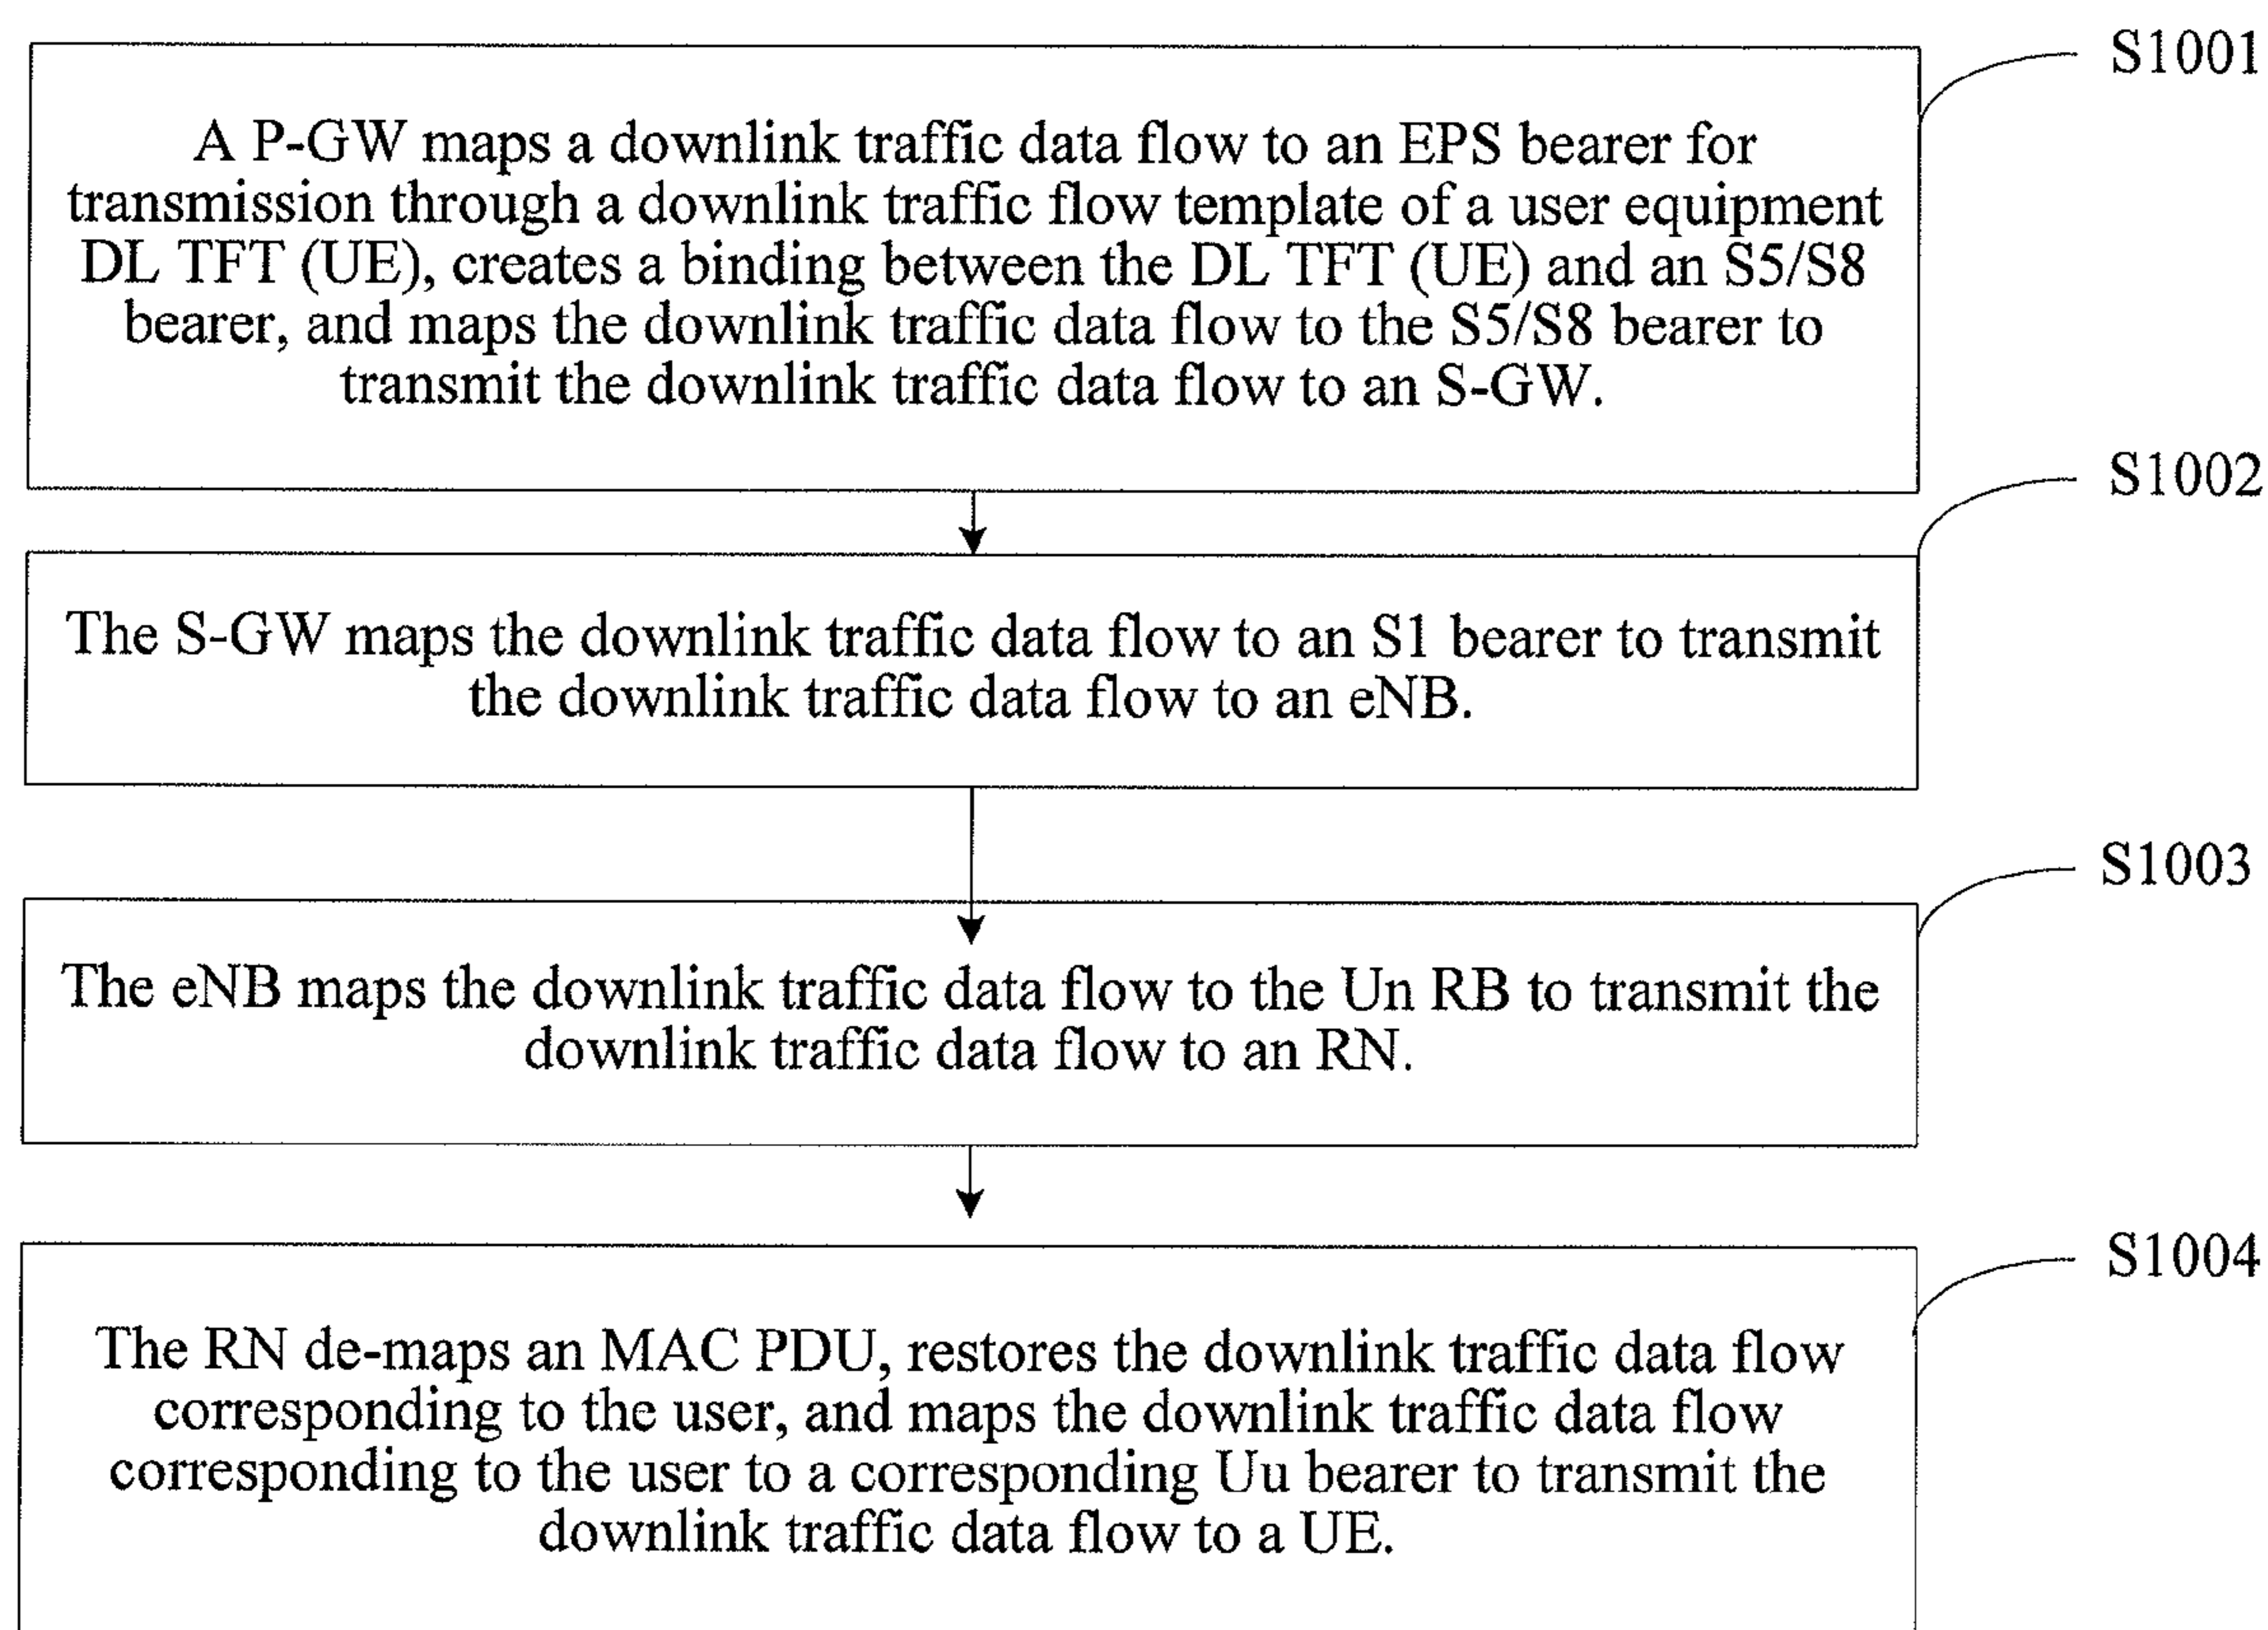 S1001
A P-GW maps a downlink traffic data flow to an EPS bearer for
transmission through a downlink traffic flow template of a user equipment
DL TFT (UE), creates a binding between the DL TFT (UE) and an S5/S8
bearer, and maps the downlink traffic data flow to the S5/S8 bearer to
transmit the downlink traffic data flow to an S-GW.
S1002
The S-GW maps the downlink traffic data flow to an S1 bearer to transmit
the downlink traffic data flow to an eNB.
S1003
The eNB maps the downlink traffic data flow to the Un RB to transmit the
downlink traffic data flow to an RN.
S1004
The RN de-maps an MAC PDU, restores the downlink traffic data flow
corresponding to the user, and maps the downlink traffic data flow
corresponding to the user to a corresponding Uu bearer to transmit the
downlink traffic data flow to a UE.